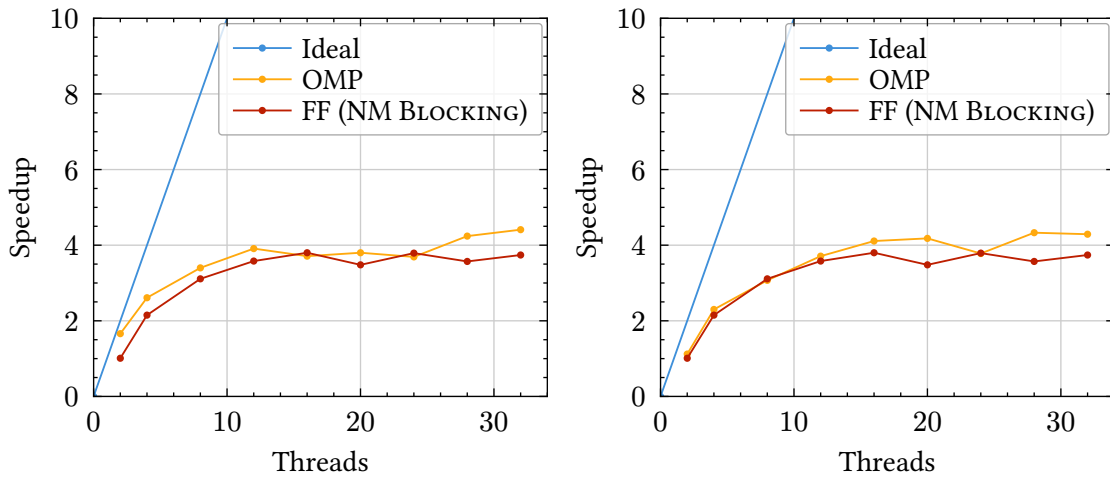 10
8
6
4
2
0
Speedup
0
10
20
30
Threads
Ideal
OMP
FF (NM BLOCKING)
10
8
6
4
2
0
Speedup
0
10
20
30
Threads
Ideal
OMP
FF (NM BLOCKING)